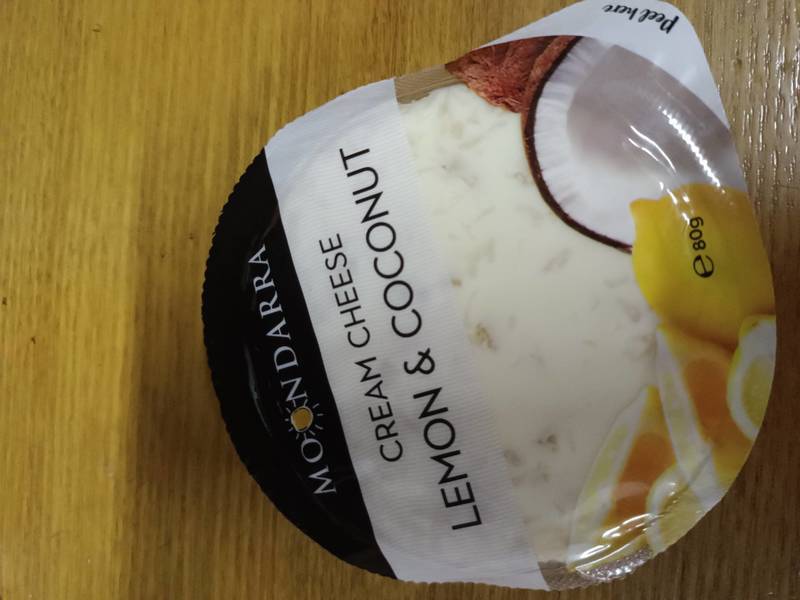 MOONDARRA
CREAM CHEESE
LEMON & COCONUT
℮ 80g
Peel here